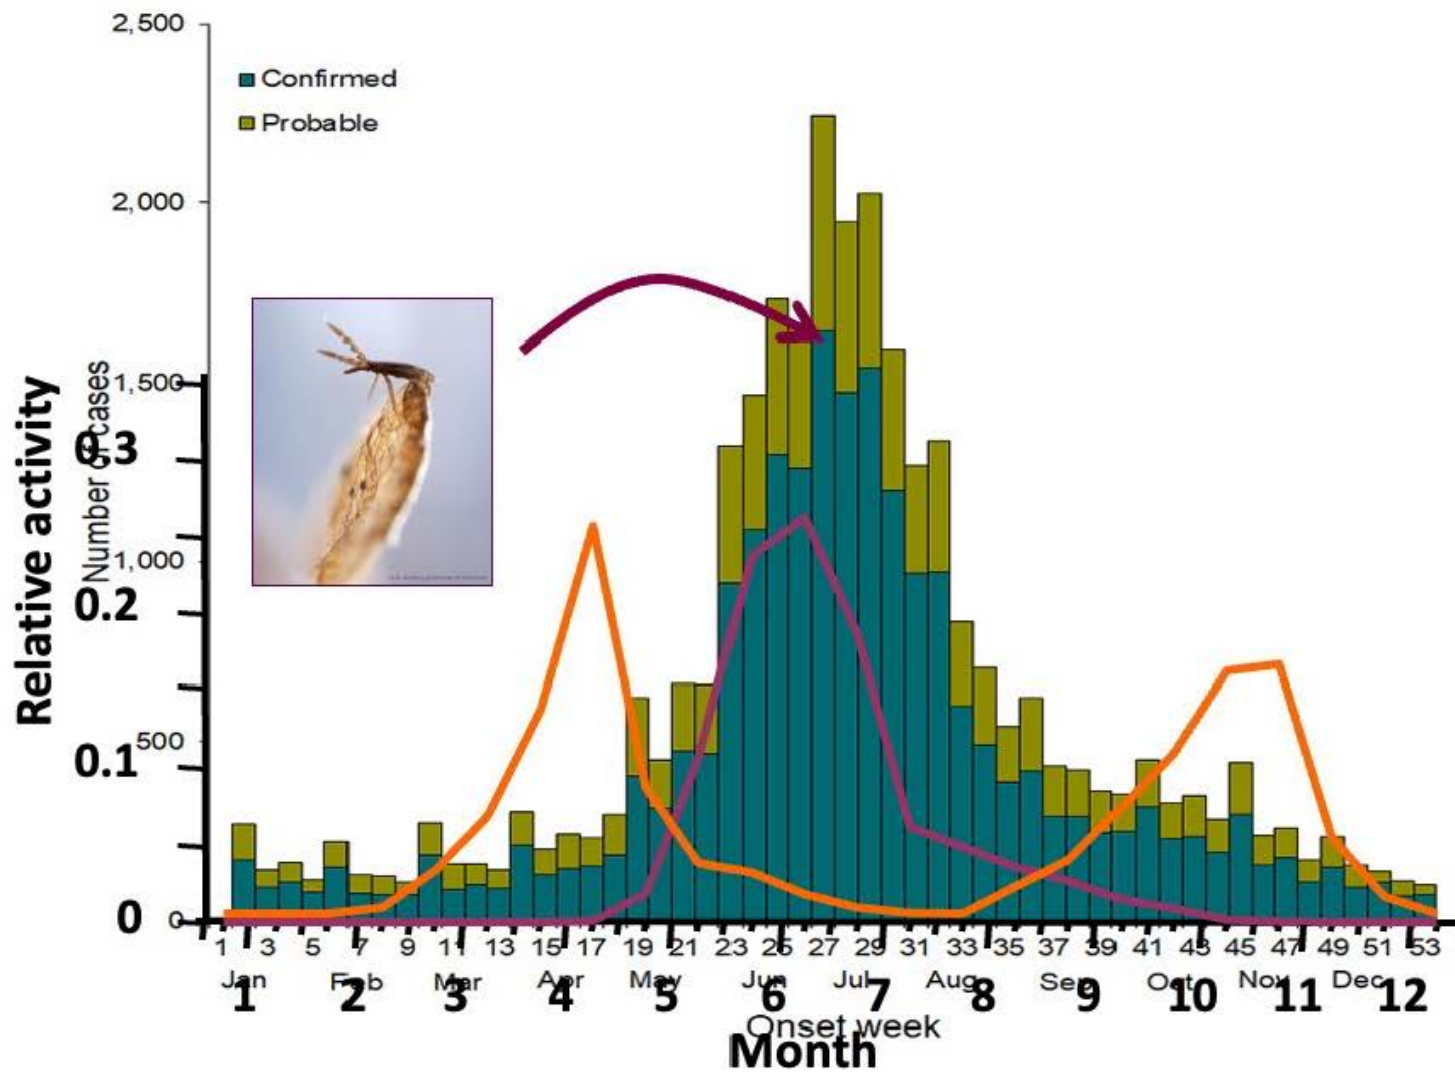 2,500
Confirmed
Probable
2,000
1,500
1,000
500
0
Number of cases
Relative activity
0.3
0.2
0.1
0
1 3 5 7 9 11 13 15 17 19 21 23 25 27 29 31 33 35 37 39 41 43 45 47 49 51 53
Jan Feb Mar Apr May Jun Jul Aug Sep Oct Nov Dec
1 2 3 4 5 6 7 8 9 10 11 12
Onset week
Month